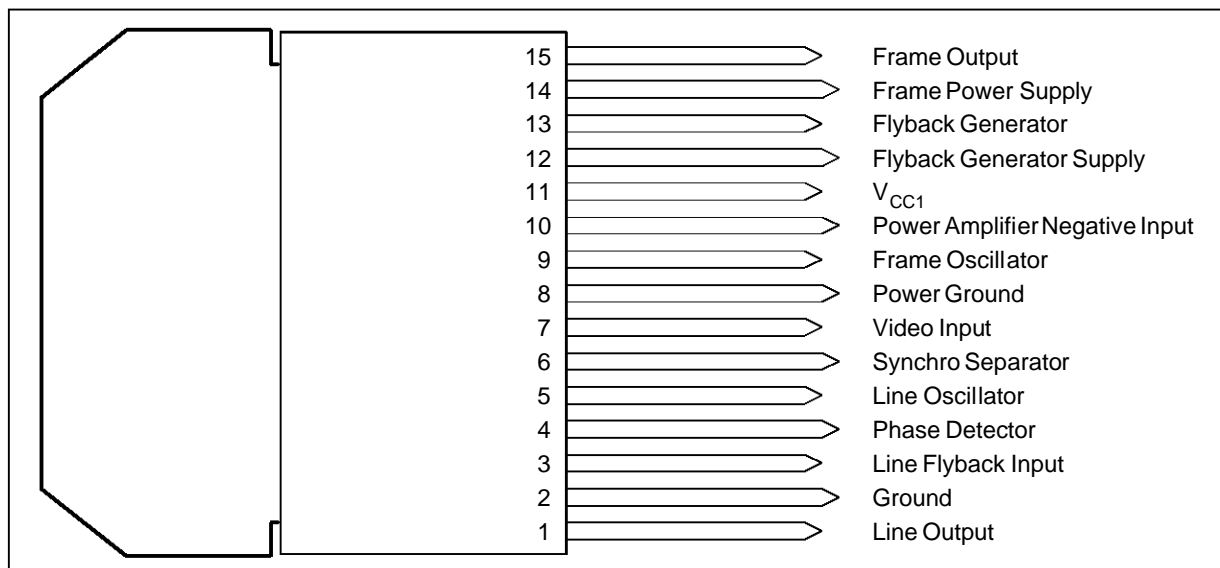 15 Frame Output
14 Frame Power Supply
13 Flyback Generator
12 Flyback Generator Supply
11 VCC1
10 Power Amplifier Negative Input
9 Frame Oscillator
8 Power Ground
7 Video Input
6 Synchro Separator
5 Line Oscillator
4 Phase Detector
3 Line Flyback Input
2 Ground
1 Line Output